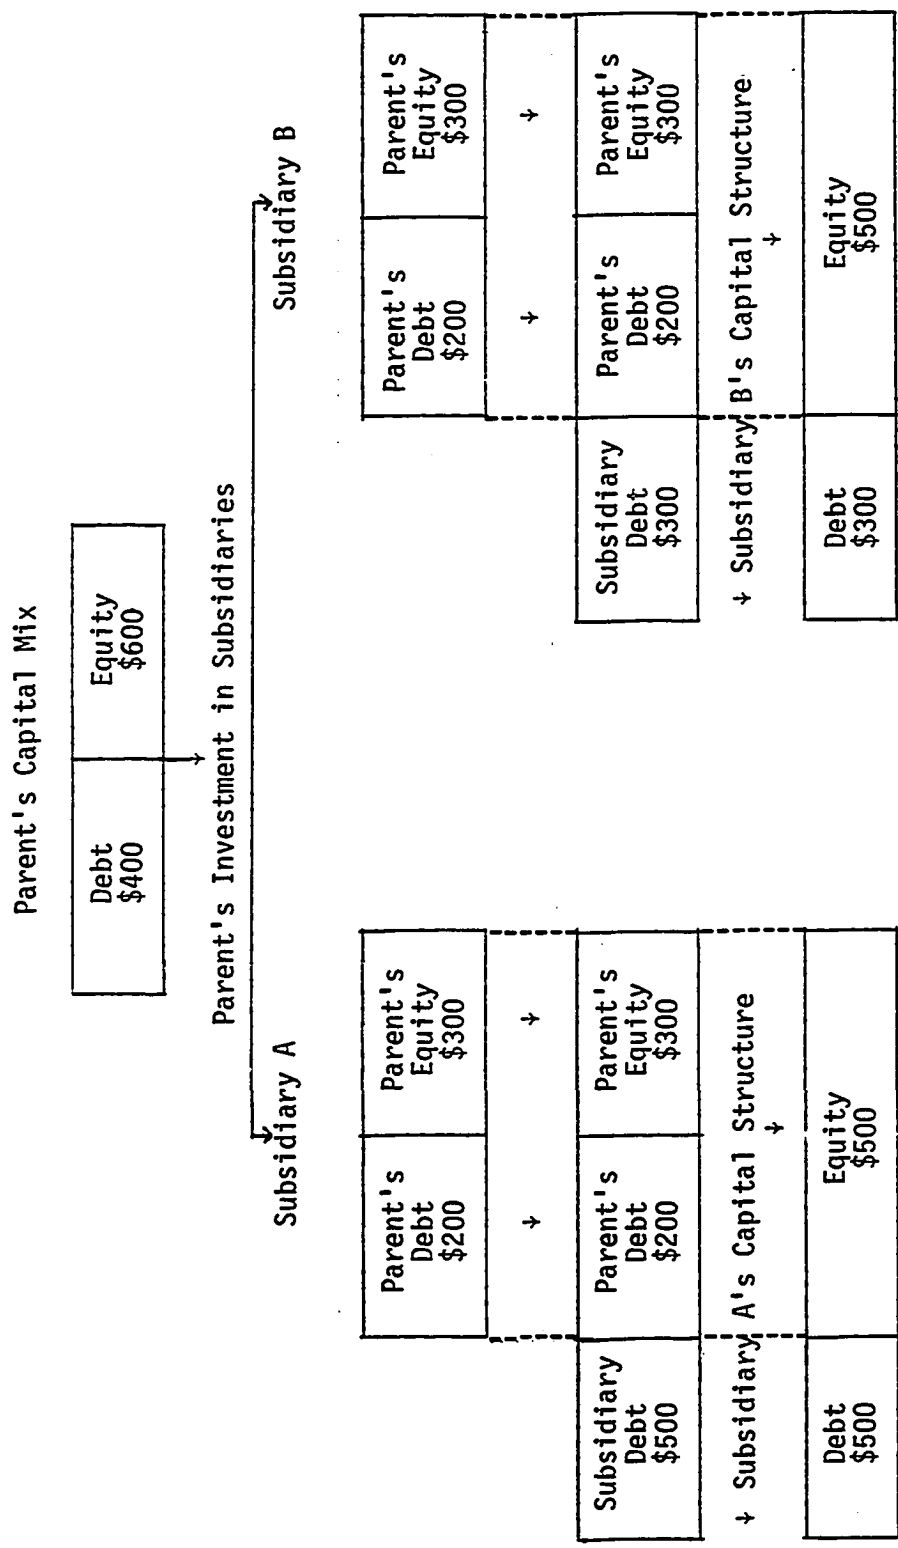 Parent's Capital Mix
Debt
$400
Equity
$600
Parent's Investment in Subsidiaries
Subsidiary A
Subsidiary B
Parent's
Debt
$200
Parent's
Equity
$300
Parent's
Debt
$200
Parent's
Equity
$300
Subsidiary
Debt
$500
Parent's
Debt
$200
Parent's
Equity
$300
Subsidiary
Debt
$300
Parent's
Debt
$200
Parent's
Equity
$300
Subsidiary A's Capital Structure
Subsidiary B's Capital Structure
Debt
$500
Equity
$500
Debt
$300
Equity
$500